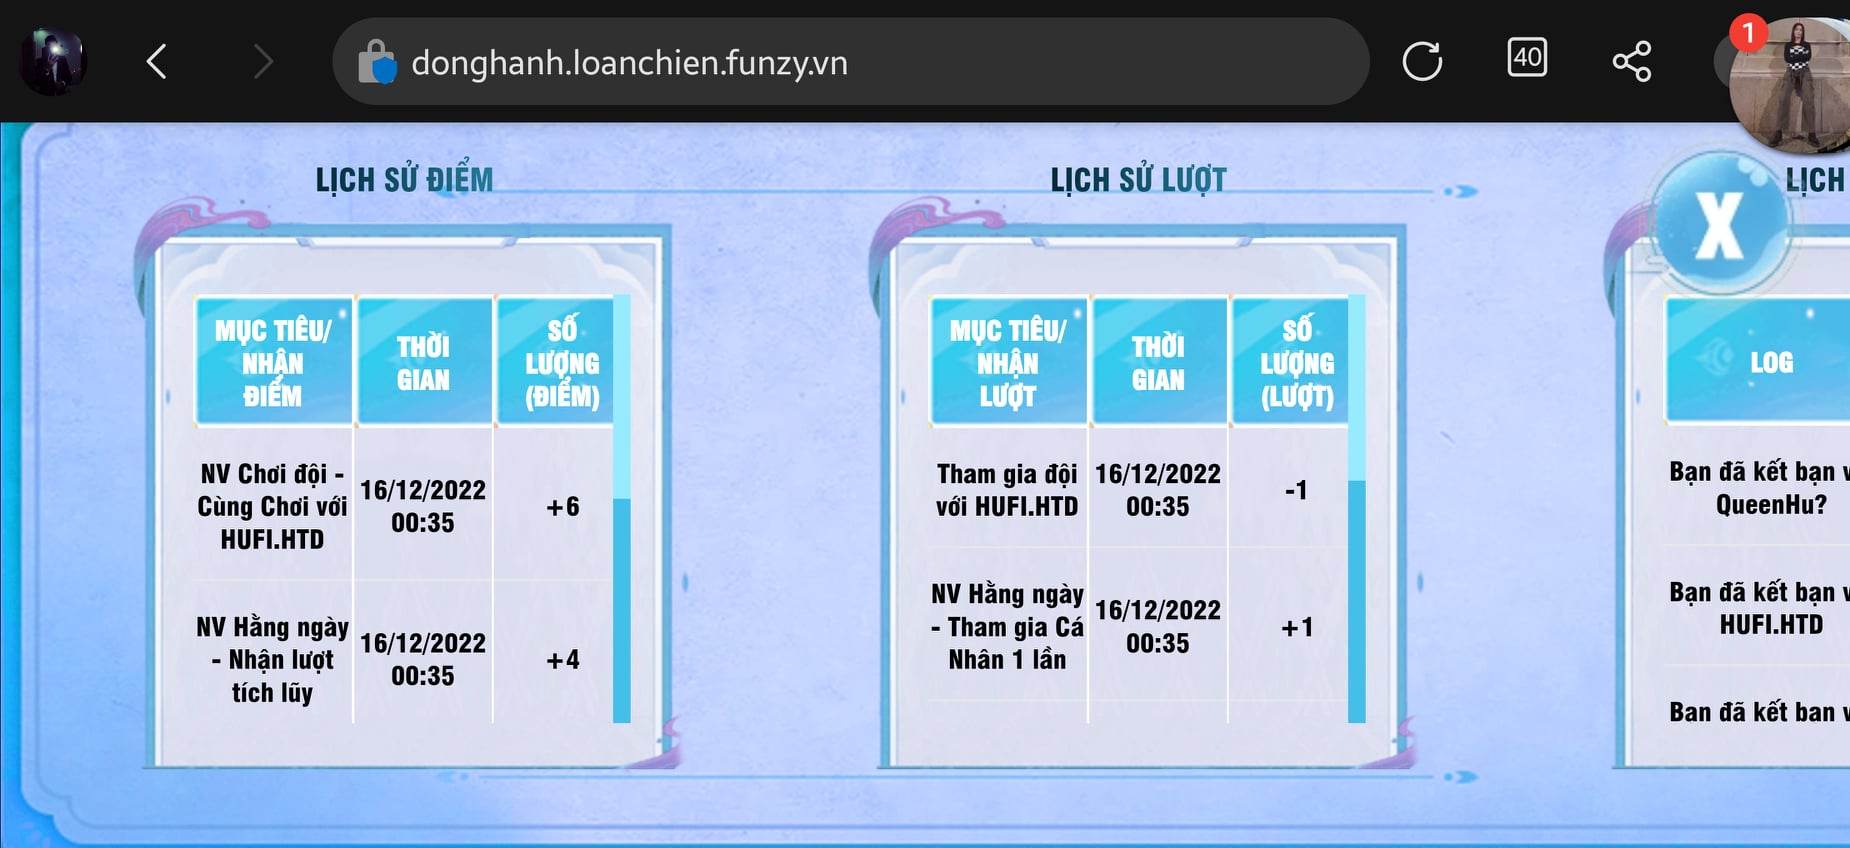 donghanh.loanchien.funzy.vn
40
1
LỊCH SỬ ĐIỂM
MỤC TIÊU/
NHẬN
ĐIỂM
THỜI
GIAN
SỐ
LƯỢNG
(ĐIỂM)
NV Chơi đội -
Cùng Chơi với
HUFI.HTD
16/12/2022
00:35
+6
NV Hằng ngày
- Nhận lượt
tích lũy
16/12/2022
00:35
+4
LỊCH SỬ LƯỢT
MỤC TIÊU/
NHẬN
LƯỢT
THỜI
GIAN
SỐ
LƯỢNG
(LƯỢT)
Tham gia đội
với HUFI.HTD
16/12/2022
00:35
-1
NV Hằng ngày
- Tham gia Cá
Nhân 1 lần
16/12/2022
00:35
+1
X
LỊCH
LOG
Bạn đã kết bạn v
QueenHu?
Bạn đã kết bạn v
HUFI.HTD
Bạn đã kết bạn v